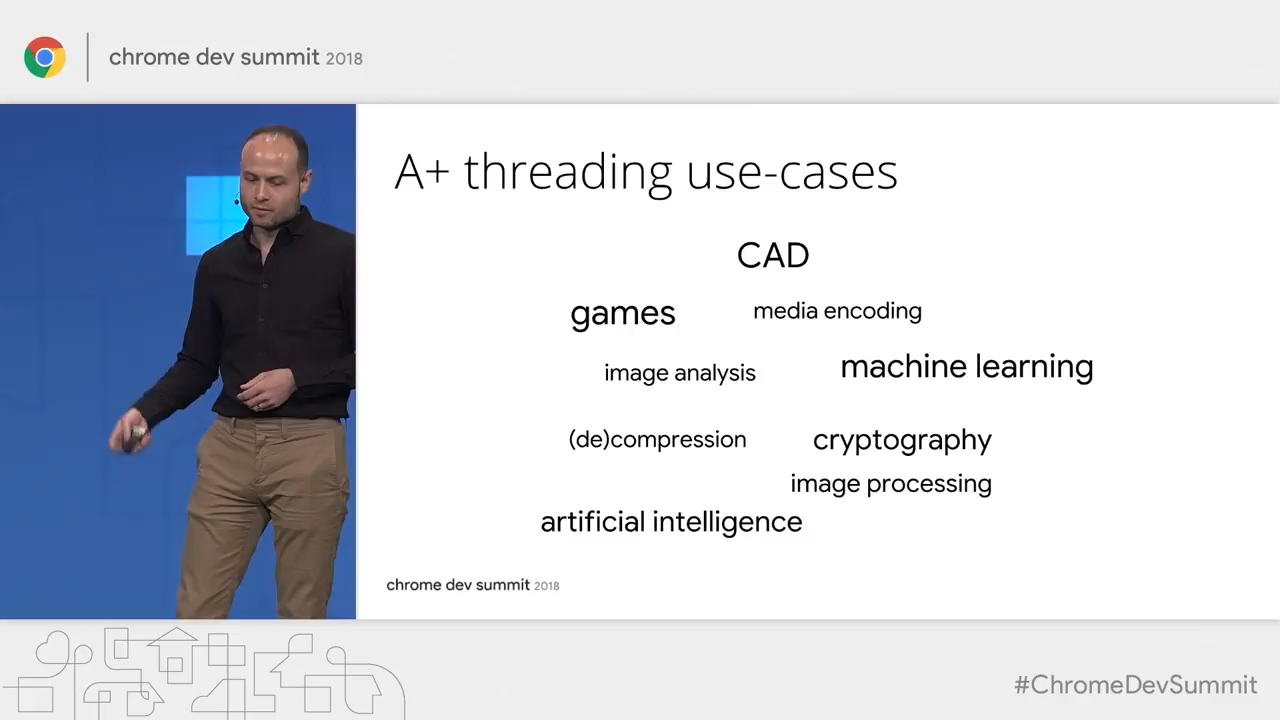 chrome dev summit 2018
A+ threading use-cases
CAD
games media encoding
image analysis machine learning
(de)compression cryptography
image processing
artificial intelligence
chrome dev summit 2018
#ChromeDevSummit